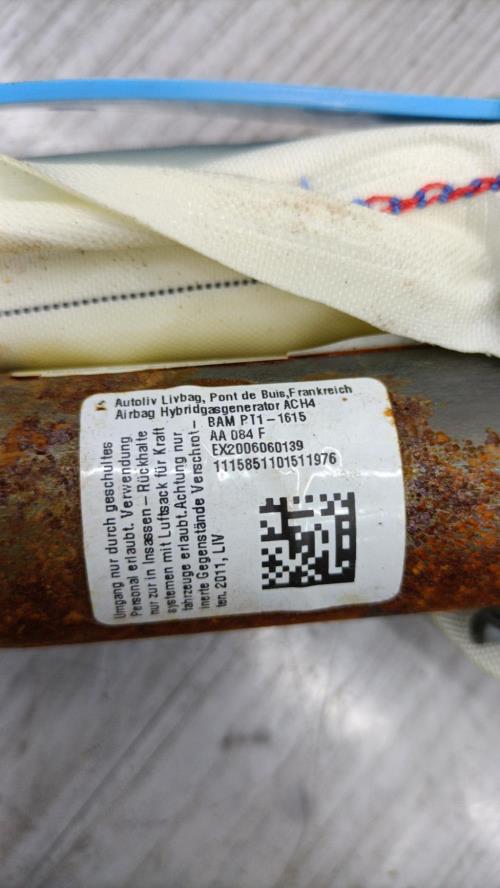 Autoliv Livbag, Pont de Buis,Frankreich
Airbag Hybridgasgenerator ACH4
BAM PT1-1615
AA 084 F
EX2006060139
1115851101511976
Umgang nur durch geschultes
Personal erlaubt. Verwendung
nur zur in Insassen-Rückhalte
systemen mit Luftsack für Kraft
fahrzeuge erlaubt.Achtung nur
inerte Gegenstände Verschrot-
ten. 2011, LIV